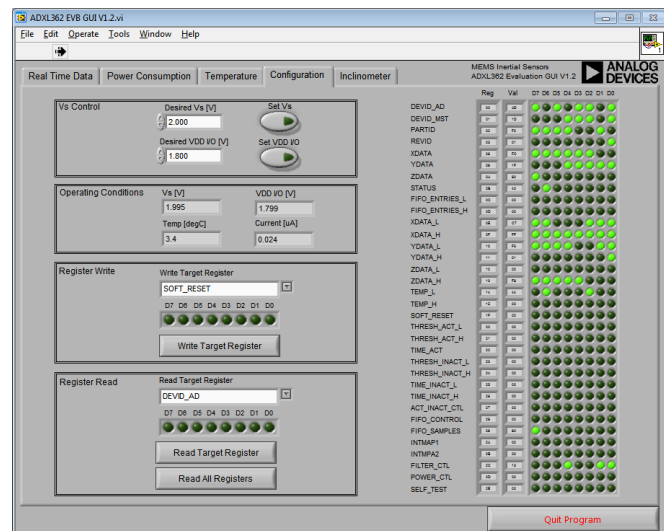 ADXL362 EVB GUI V1.2.vi
File Edit Operate Tools Window Help
1
Real Time Data Power Consumption Temperature Configuration Inclinometer
MEMS Inertial Sensors
ADXL362 Evaluation GUI V1.2
ANALOG
DEVICES
Vs Control
Desired Vs [V] Set Vs
2.000
Desired VDD I/O [V] Set VDD I/O
1.800
Operating Conditions
Vs [V] VDD I/O [V]
1.995 1.799
Temp [degC] Current [uA]
3.4 0.024
Register Write
Write Target Register
SOFT_RESET
D7 D6 D5 D4 D3 D2 D1 D0
Write Target Register
Register Read
Read Target Register
DEVID_AD
D7 D6 D5 D4 D3 D2 D1 D0
Read Target Register
Read All Registers
Reg Val D7 D6 D5 D4 D3 D2 D1 D0
DEVID_AD
DEVID_MST
PARTID
REVID
XDATA
YDATA
ZDATA
STATUS
FIFO_ENTRIES_L
FIFO_ENTRIES_H
XDATA_L
XDATA_H
YDATA_L
YDATA_H
ZDATA_L
ZDATA_H
TEMP_L
TEMP_H
SOFT_RESET
THRESH_ACT_L
THRESH_ACT_H
TIME_ACT
THRESH_INACT_L
THRESH_INACT_H
TIME_INACT_L
TIME_INACT_H
ACT_INACT_CTL
FIFO_CONTROL
FIFO_SAMPLES
INTMAP1
INTMPA2
FILTER_CTL
POWER_CTL
SELF_TEST
Quit Program